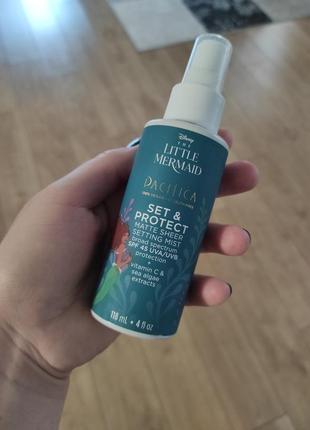 Disney
THE
LITTLE
MERMAID
PACIFICA
SET &
PROTECT
MATTE SHEER
SETTING MIST
broad spectrum
SPF 45 UVA/UVB
protection
+
vitamin C &
sea algae
extracts
118 mL • 4 fl oz